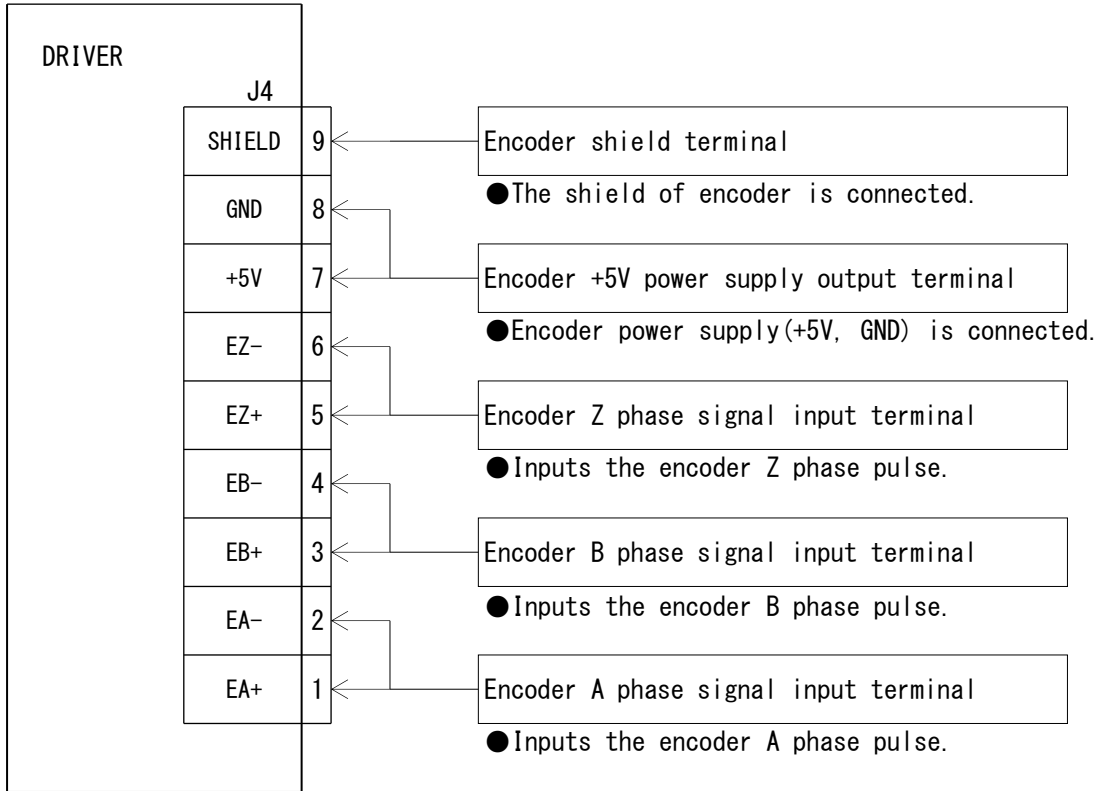 DRIVER
J4
SHIELD 9 Encoder shield terminal
●The shield of encoder is connected.
GND 8
+5V 7 Encoder +5V power supply output terminal
●Encoder power supply(+5V, GND) is connected.
EZ− 6
EZ+ 5 Encoder Z phase signal input terminal
●Inputs the encoder Z phase pulse.
EB− 4
EB+ 3 Encoder B phase signal input terminal
●Inputs the encoder B phase pulse.
EA− 2
EA+ 1 Encoder A phase signal input terminal
●Inputs the encoder A phase pulse.